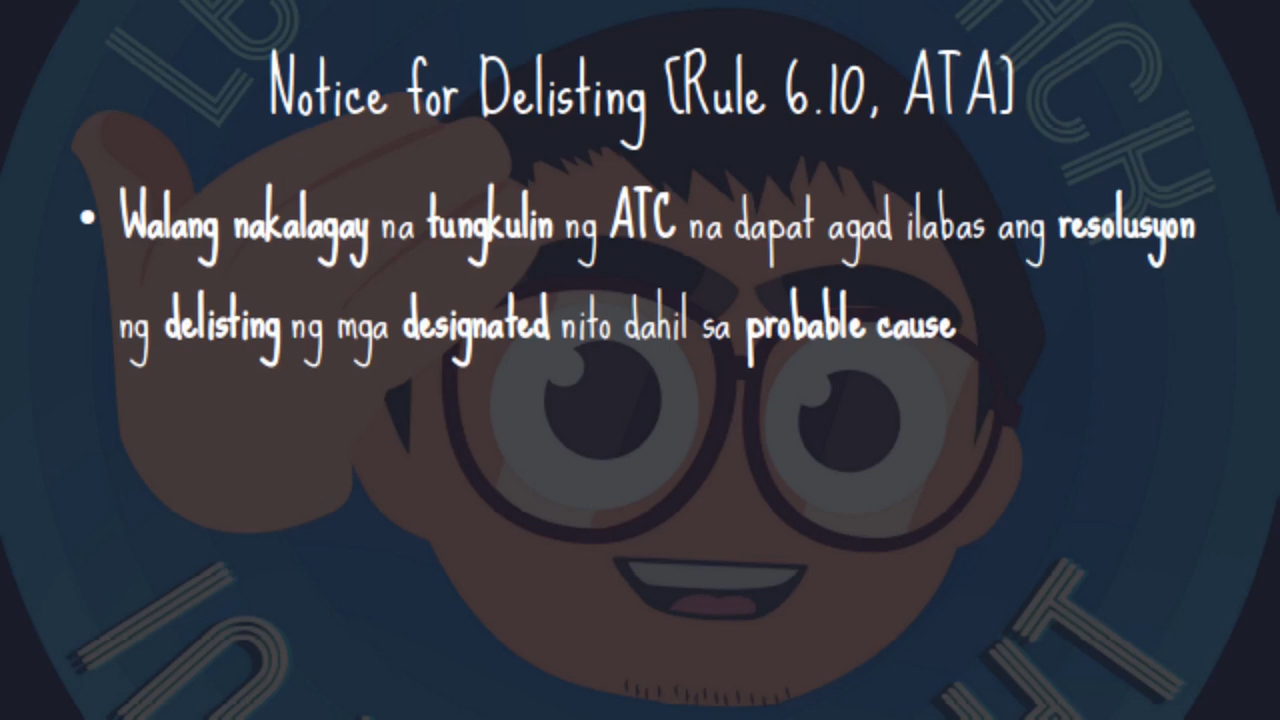 Notice for Delisting (Rule 6.10, ATA)
• Walang nakalagay na tungkulin ng ATC na dapat agad ilabas ang resolusyon
ng delisting ng mga designated nito dahil sa probable cause